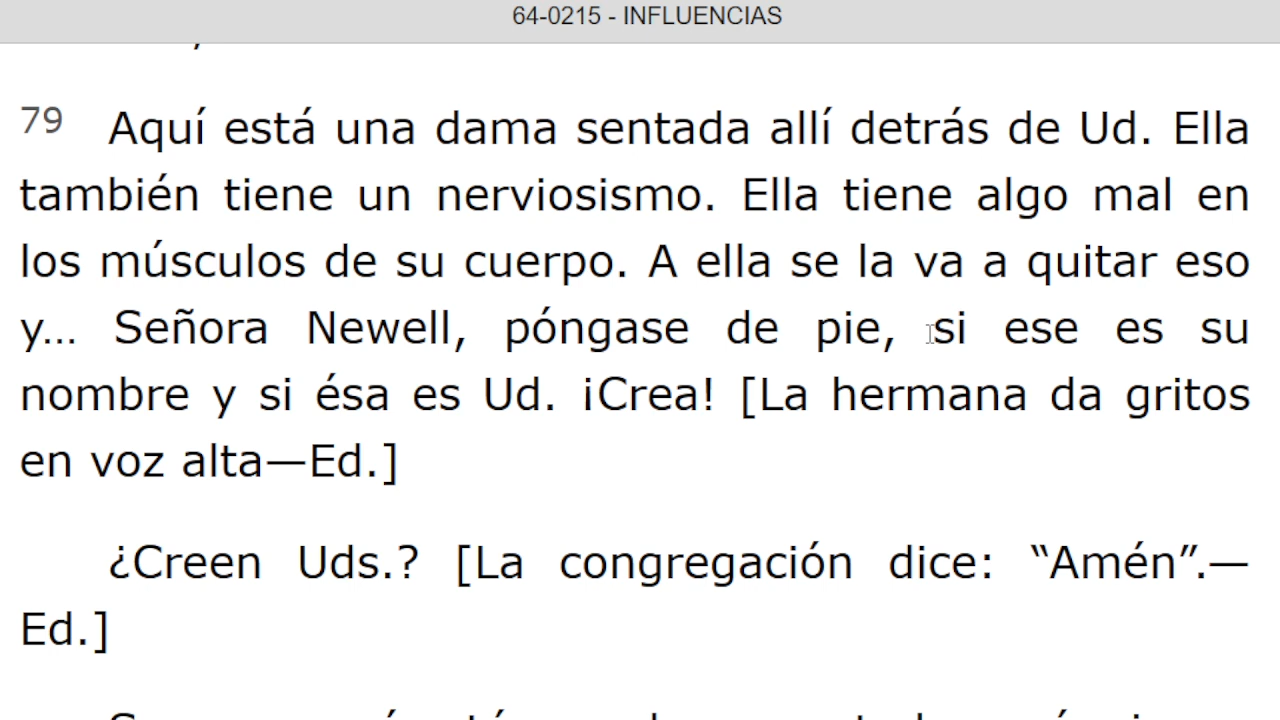 64-0215 - INFLUENCIAS
79 Aquí está una dama sentada allí detrás de Ud. Ella
también tiene un nerviosismo. Ella tiene algo mal en
los músculos de su cuerpo. A ella se la va a quitar eso
y... Señora Newell, póngase de pie, si ese es su
nombre y si ésa es Ud. ¡Crea! [La hermana da gritos
en voz alta—Ed.]
¿Creen Uds.? [La congregación dice: “Amén”.—
Ed.]